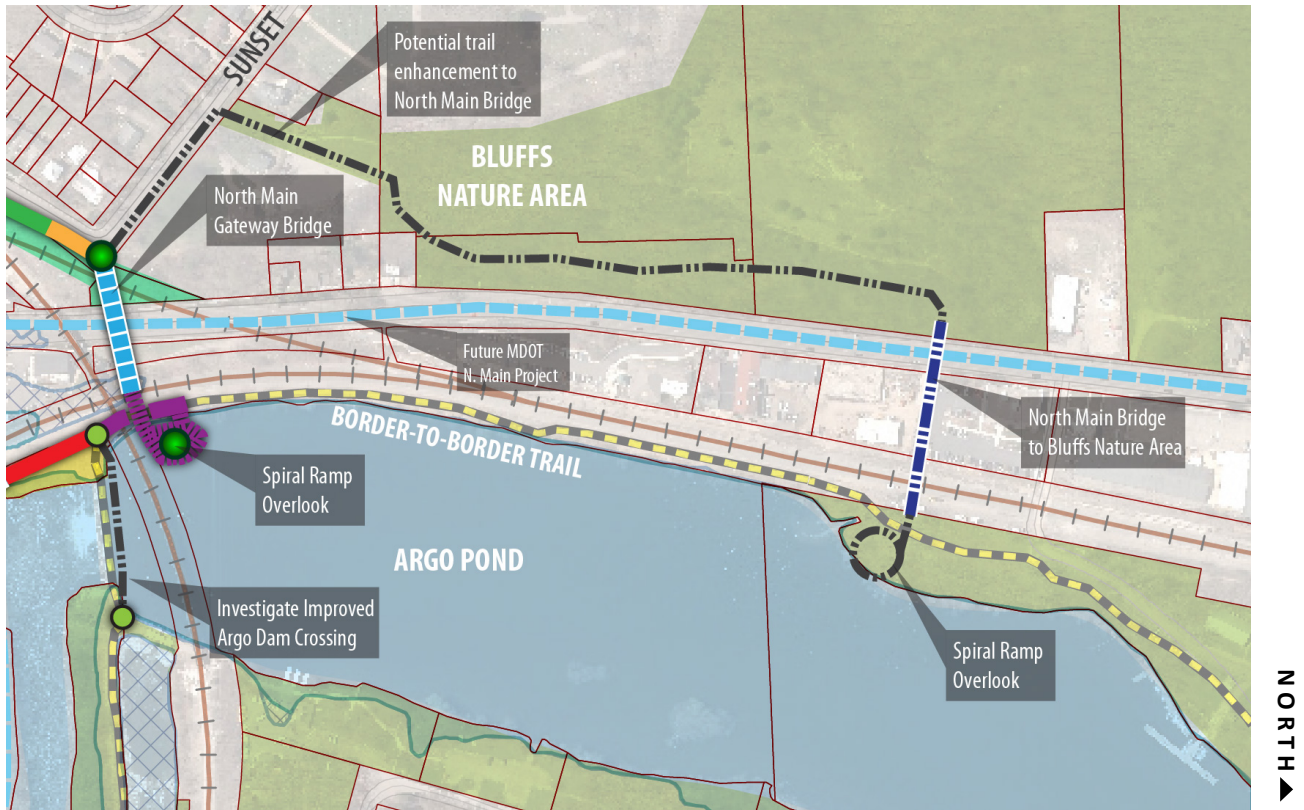 SUNSET
Potential trail
enhancement to
North Main Bridge
BLUFFS
NATURE AREA
North Main
Gateway Bridge
Future MDOT
N. Main Project
North Main Bridge
to Bluffs Nature Area
BORDER-TO-BORDER TRAIL
Spiral Ramp
Overlook
ARGO POND
Investigate Improved
Argo Dam Crossing
Spiral Ramp
Overlook
NORTH